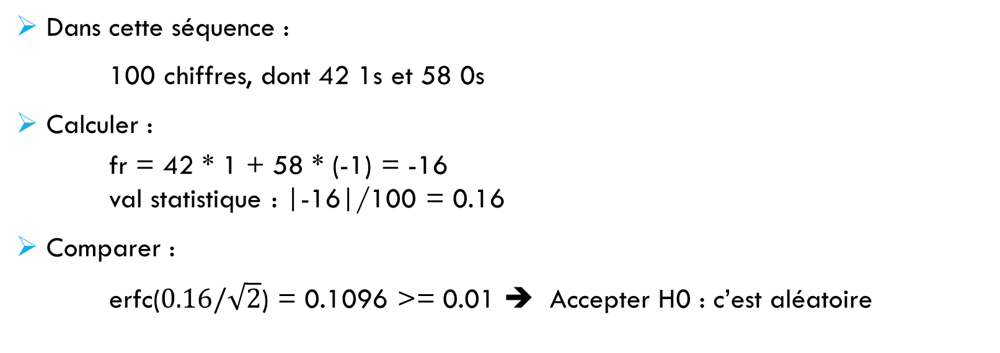 Dans cette séquence :
100 chiffres, dont 42 1s et 58 0s
Calculer :
fr = 42 * 1 + 58 * (-1) = -16
val statistique : |-16|/100 = 0.16
Comparer :
erfc(0.16/√2) = 0.1096 >= 0.01 ➔ Accepter H0 : c’est aléatoire